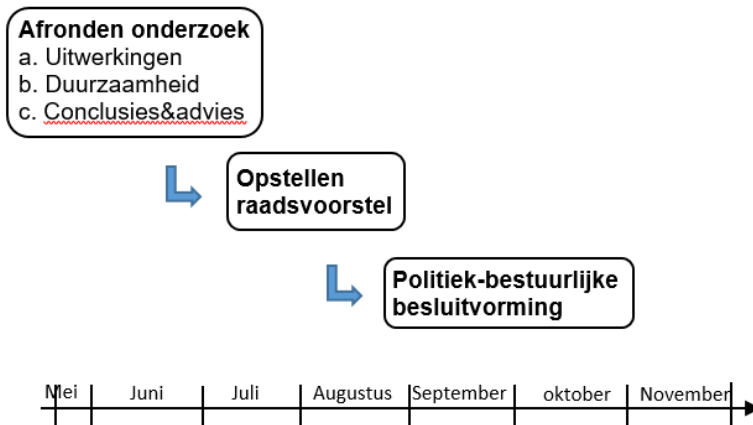 Afronden onderzoek
a. Uitwerkingen
b. Duurzaamheid
c. Conclusies&advies
Opstellen
raadsvoorstel
Politiek-bestuurlijke
besluitvorming
Mei Juni Juli Augustus September oktober November